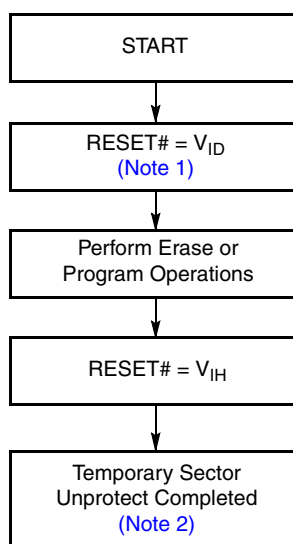 START
RESET# = VID
(Note 1)
Perform Erase or
Program Operations
RESET# = VIH
Temporary Sector
Unprotect Completed
(Note 2)